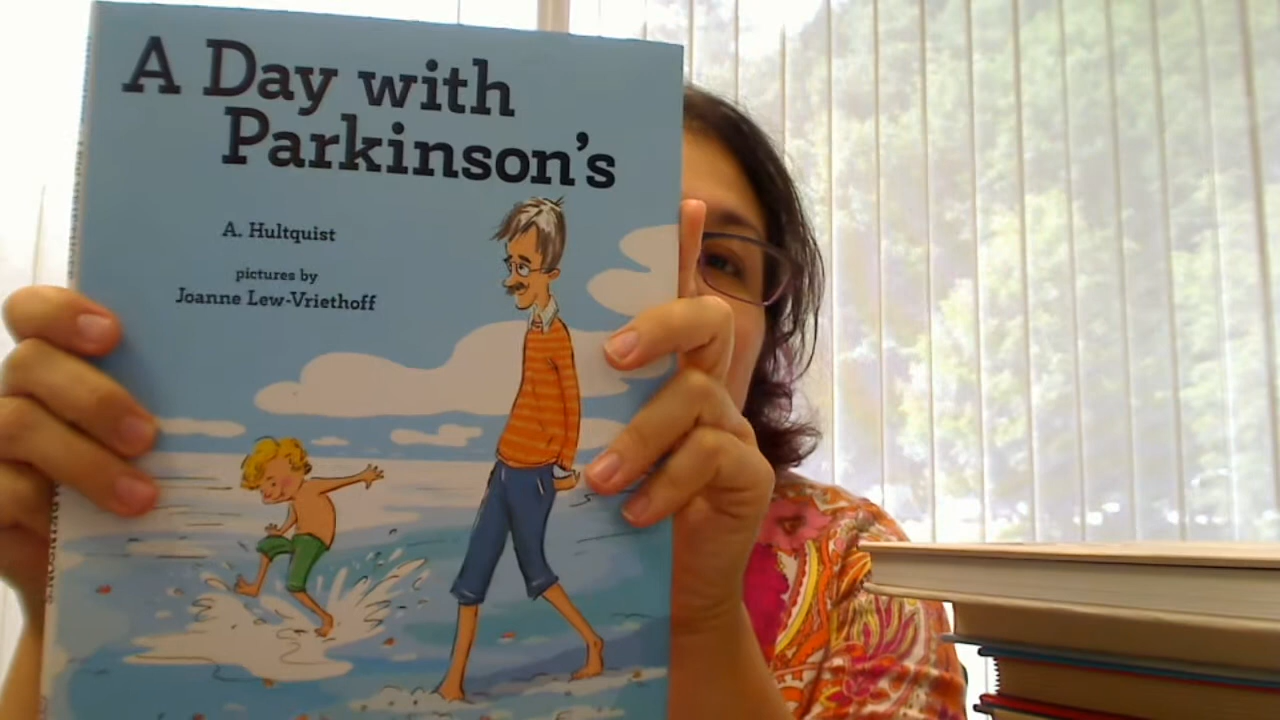 A Day with
Parkinson's
A. Hultquist
pictures by
Joanne Lew-Vriethoff